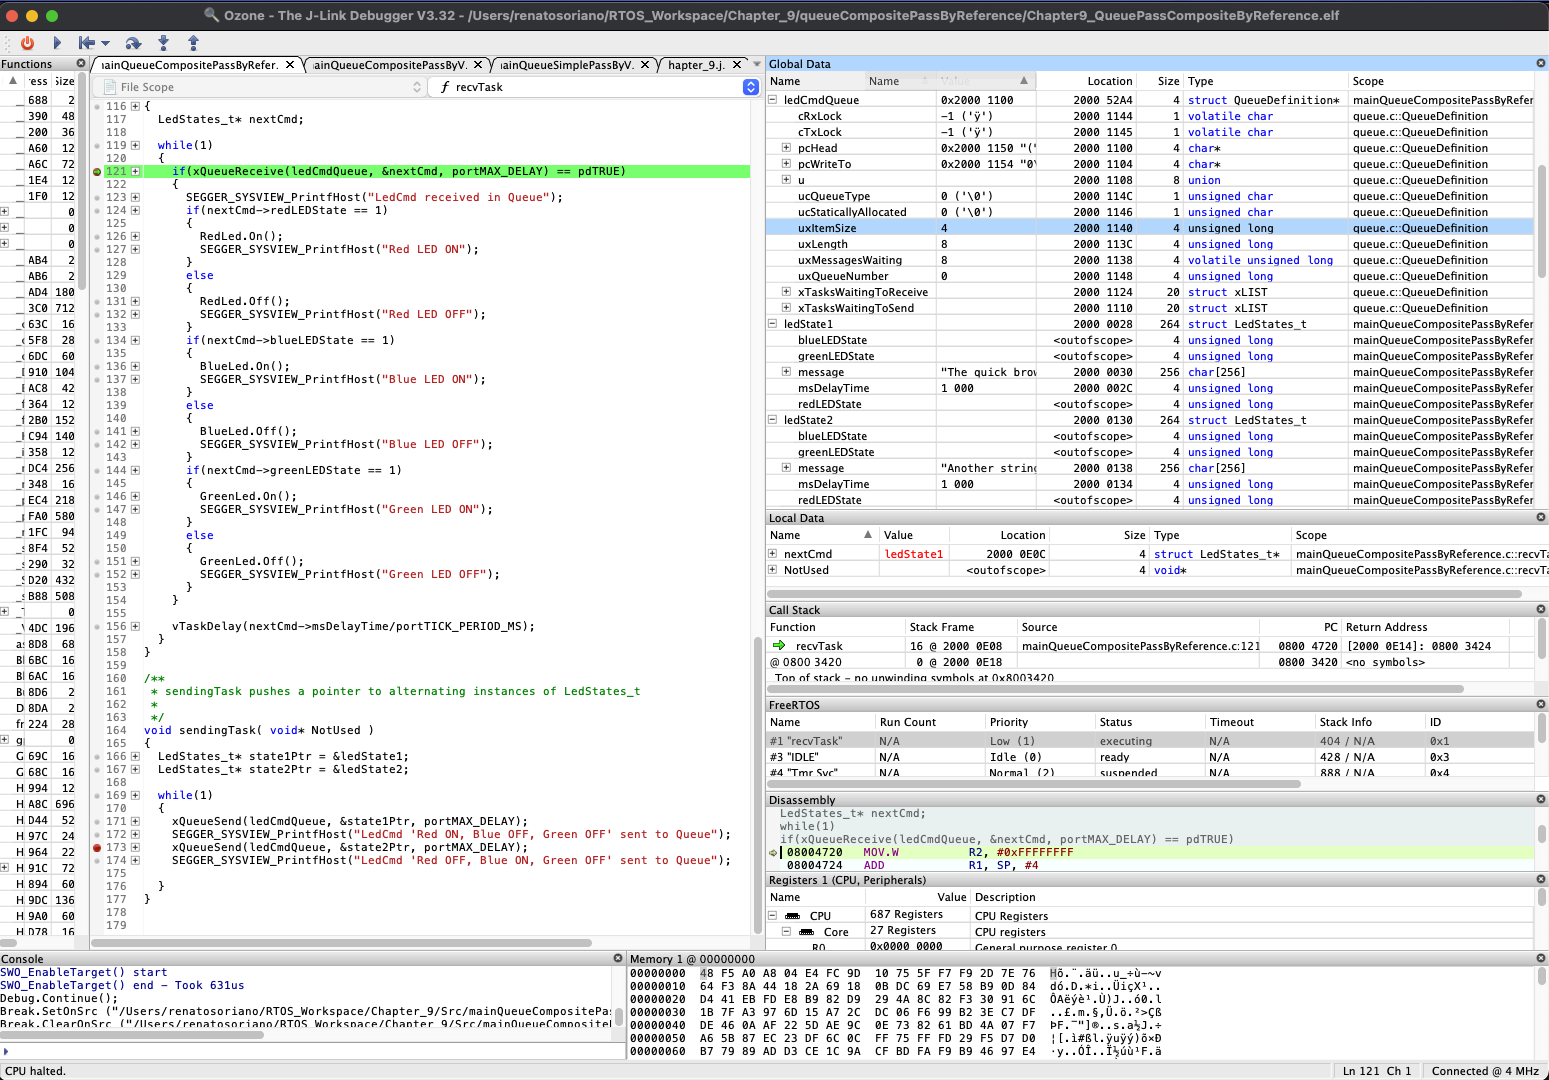 Ozone - The J-Link Debugger V3.32 - /Users/renatosoriano/RTOS_Workspace/Chapter_9/queueCompositePassByReference/Chapter9_QueuePassCompositeByReference.elf
Functions
ress Size
688 2
390 48
200 36
A60 12
A6C 72
1E4 12
1F0 12
0
0
0
AB4 2
AB6 2
AD4 180
3C0 712
63C 16
5F8 28
6DC 60
910 104
AC8 42
364 12
2B0 152
C94 140
358 12
DC4 256
348 16
EC4 218
FA0 580
1FC 94
8F4 52
290 32
D20 432
B88 508
0
4DC 196
8D8 68
6BC 16
6AC 16
8D6 2
8DA 2
224 28
0
69C 16
68C 16
994 12
A8C 696
D44 52
97C 24
964 22
91C 72
894 60
9DC 136
9A0 60
D78 16
ainQueueCompositePassByRefer.
ainQueueCompositePassByV.
ainQueueSimplePassByV.
hapter_9.j.
File Scope
f recvTask
116 {
117 LedStates_t* nextCmd;
118
119 while(1)
120 {
121 if(xQueueReceive(ledCmdQueue, &nextCmd, portMAX_DELAY) == pdTRUE)
122 {
123 SEGGER_SYSVIEW_PrintfHost("LedCmd received in Queue");
124 if(nextCmd->redLEDState == 1)
125 {
126 RedLed.On();
127 SEGGER_SYSVIEW_PrintfHost("Red LED ON");
128 }
129 else
130 {
131 RedLed.Off();
132 SEGGER_SYSVIEW_PrintfHost("Red LED OFF");
133 }
134 if(nextCmd->blueLEDState == 1)
135 {
136 BlueLed.On();
137 SEGGER_SYSVIEW_PrintfHost("Blue LED ON");
138 }
139 else
140 {
141 BlueLed.Off();
142 SEGGER_SYSVIEW_PrintfHost("Blue LED OFF");
143 }
144 if(nextCmd->greenLEDState == 1)
145 {
146 GreenLed.On();
147 SEGGER_SYSVIEW_PrintfHost("Green LED ON");
148 }
149 else
150 {
151 GreenLed.Off();
152 SEGGER_SYSVIEW_PrintfHost("Green LED OFF");
153 }
154 }
155
156 vTaskDelay(nextCmd->msDelayTime/portTICK_PERIOD_MS);
157 }
158 }
159
160 /**
161 * sendingTask pushes a pointer to alternating instances of LedStates_t
162 *
163 */
164 void sendingTask( void* NotUsed )
165 {
166 LedStates_t* state1Ptr = &ledState1;
167 LedStates_t* state2Ptr = &ledState2;
168
169 while(1)
170 {
171 xQueueSend(ledCmdQueue, &state1Ptr, portMAX_DELAY);
172 SEGGER_SYSVIEW_PrintfHost("LedCmd 'Red ON, Blue OFF, Green OFF' sent to Queue");
173 xQueueSend(ledCmdQueue, &state2Ptr, portMAX_DELAY);
174 SEGGER_SYSVIEW_PrintfHost("LedCmd 'Red OFF, Blue ON, Green OFF' sent to Queue");
175
176 }
177 }
178
179
Global Data
Name Name Value Location Size Type Scope
ledCmdQueue 0x2000 1100 2000 52A4 4 struct QueueDefinition* mainQueueCompositePassByRefer
cRxLock -1 ('ÿ') 2000 1144 1 volatile char queue.c::QueueDefinition
cTxLock -1 ('ÿ') 2000 1145 1 volatile char queue.c::QueueDefinition
pcHead 0x2000 1150 "(" 2000 1100 4 char* queue.c::QueueDefinition
pcWriteTo 0x2000 1154 "0\ 2000 1104 4 char* queue.c::QueueDefinition
u 2000 1108 8 union queue.c::QueueDefinition
ucQueueType 0 ('\0') 2000 114C 1 unsigned char queue.c::QueueDefinition
ucStaticallyAllocated 0 ('\0') 2000 1146 1 unsigned char queue.c::QueueDefinition
uxItemSize 4 2000 1140 4 unsigned long queue.c::QueueDefinition
uxLength 8 2000 113C 4 unsigned long queue.c::QueueDefinition
uxMessagesWaiting 8 2000 1138 4 volatile unsigned long queue.c::QueueDefinition
uxQueueNumber 0 2000 1148 4 unsigned long queue.c::QueueDefinition
xTasksWaitingToReceive 2000 1124 20 struct xLIST queue.c::QueueDefinition
xTasksWaitingToSend 2000 1110 20 struct xLIST queue.c::QueueDefinition
ledState1 2000 0028 264 struct LedStates_t mainQueueCompositePassByRefer
blueLEDState <outofscope> 4 unsigned long mainQueueCompositePassByRefer
greenLEDState <outofscope> 4 unsigned long mainQueueCompositePassByRefer
message "The quick brow 2000 0030 256 char[256] mainQueueCompositePassByRefer
msDelayTime 1 000 2000 002C 4 unsigned long mainQueueCompositePassByRefer
redLEDState <outofscope> 4 unsigned long mainQueueCompositePassByRefer
ledState2 2000 0130 264 struct LedStates_t mainQueueCompositePassByRefer
blueLEDState <outofscope> 4 unsigned long mainQueueCompositePassByRefer
greenLEDState <outofscope> 4 unsigned long mainQueueCompositePassByRefer
message "Another string 2000 0138 256 char[256] mainQueueCompositePassByRefer
msDelayTime 1 000 2000 0134 4 unsigned long mainQueueCompositePassByRefer
redLEDState <outofscope> 4 unsigned long mainQueueCompositePassByRefer
Local Data
Name Value Location Size Type Scope
nextCmd ledState1 2000 0E0C 4 struct LedStates_t* mainQueueCompositePassByReference.c::recvTa
NotUsed <outofscope> 4 void* mainQueueCompositePassByReference.c::recvTa
Call Stack
Function Stack Frame Source PC Return Address
recvTask 16 @ 2000 0E08 mainQueueCompositePassByReference.c:121 0800 4720 [2000 0E14]: 0800 3424
@ 0800 3420 0 @ 2000 0E18 0800 3420 <no symbols>
Top of stack - no unwinding symbols at 0x8003420
FreeRTOS
Name Run Count Priority Status Timeout Stack Info ID
#1 "recvTask" N/A Low (1) executing N/A 404 / N/A 0x1
#3 "IDLE" N/A Idle (0) ready N/A 428 / N/A 0x3
#4 "Tmr Svc" N/A Normal (2) suspended N/A 888 / N/A 0x4
Disassembly
LedStates_t* nextCmd;
while(1)
if(xQueueReceive(ledCmdQueue, &nextCmd, portMAX_DELAY) == pdTRUE)
08004720 MOV.W R2, #0xFFFFFFFF
08004724 ADD R1, SP, #4
Registers 1 (CPU, Peripherals)
Name Value Description
CPU 687 Registers CPU Registers
Core 27 Registers CPU registers
R0 0x0000 0000 General purpose register 0
Console
SWO_EnableTarget() start
SWO_EnableTarget() end - Took 631us
Debug.Continue();
Break.SetOnSrc ("/Users/renatosoriano/RTOS_Workspace/Chapter_9/Src/mainQueueCompositePas
Break.ClearOnSrc ("/Users/renatosoriano/RTOS_Workspace/Chapter_9/Src/mainQueueCompositeP
Memory 1 @ 00000000
00000000 48 F5 A0 A8 04 E4 FC 9D 10 75 5F F7 F9 2D 7E 76 Hõ.¨.äü..u_÷ù-~v
00000010 64 F3 8A 44 18 2A 69 18 0B DC 69 E7 58 B9 0D 84 dó.D.*i..ÜiçX¹..
00000020 D4 41 EB FD E8 B9 82 D9 29 4A 8C 82 F3 30 91 6C ÔAëýè¹.Ù)J..ó0.l
00000030 1B 7F A3 97 6D 15 A7 2C DC 06 F6 99 B2 3E C7 DF ..£.m.§,Ü.ö.²>Çß
00000040 DE 46 0A AF 22 5D AE 9C 0E 73 82 61 BD 4A 07 F7 ÞF.¯"]®..s.a½J.÷
00000050 A6 5B 87 EC 23 DF 6C 0C FF 75 FF FD 29 F5 D7 D0 ¦[.ì#ßl.ÿuÿý)õ×Ð
00000060 B7 79 89 AD D3 CE 1C 9A CF BD FA F9 B9 46 97 E4 ·y..ÓÎ..Ï½úù¹F.ä
CPU halted.
Ln 121 Ch 1
Connected @ 4 MHz